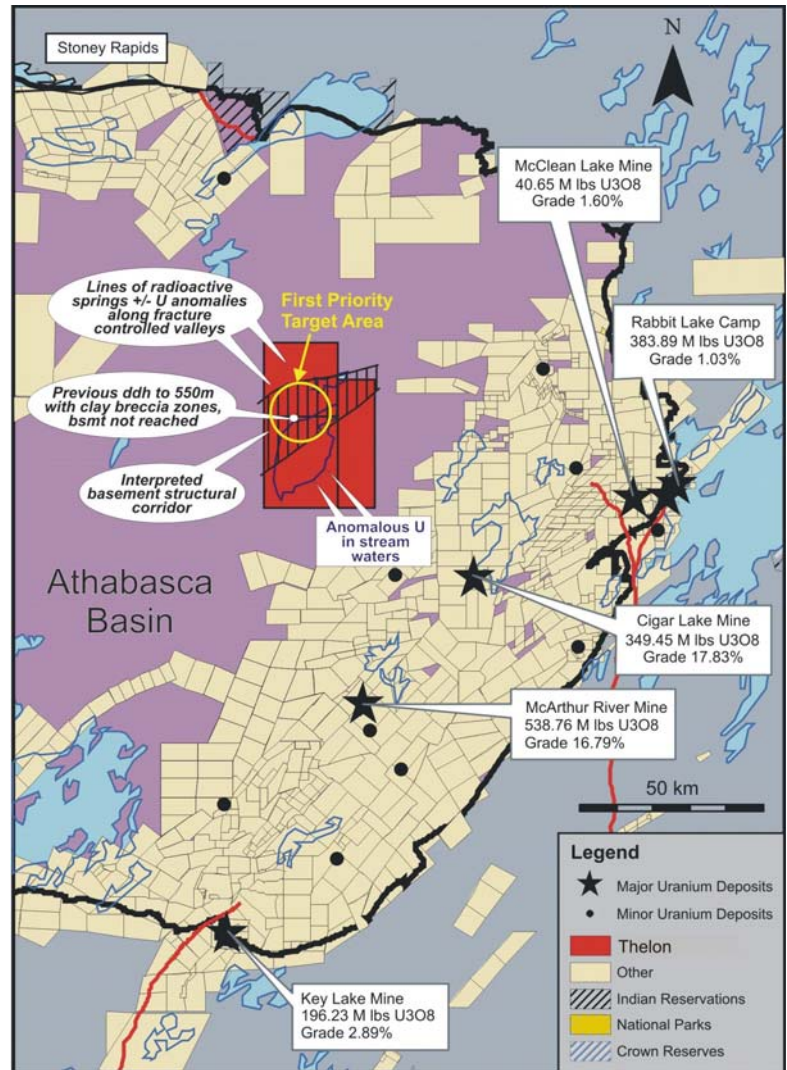 Stoney Rapids
N
McClean Lake Mine
40.65 M lbs U3O8
Grade 1.60%
Lines of radioactive
springs +/- U anomalies
along fracture
controlled valleys
First Priority
Target Area
Rabbit Lake Camp
383.89 M lbs U3O8
Grade 1.03%
Previous ddh to 550m
with clay breccia zones,
bsmt not reached
Interpreted
basement structural
corridor
Anomalous U
in stream
waters
Athabasca
Basin
Cigar Lake Mine
349.45 M lbs U3O8
Grade 17.83%
McArthur River Mine
538.76 M lbs U3O8
Grade 16.79%
50 km
Legend
Major Uranium Deposits
Minor Uranium Deposits
Thelon
Other
Indian Reservations
National Parks
Crown Reserves
Key Lake Mine
196.23 M lbs U3O8
Grade 2.89%